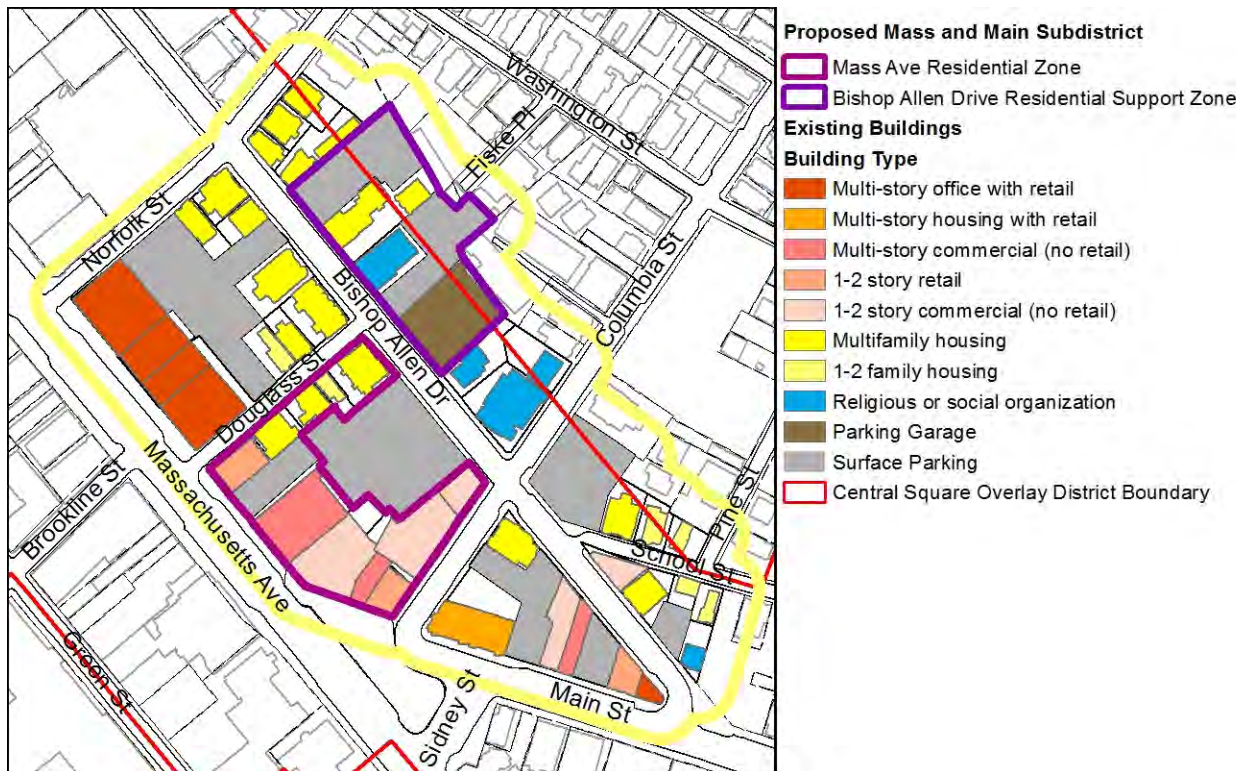 Proposed Mass and Main Subdistrict
Mass Ave Residential Zone
Bishop Allen Drive Residential Support Zone
Existing Buildings
Building Type
Multi-story office with retail
Multi-story housing with retail
Multi-story commercial (no retail)
1-2 story retail
1-2 story commercial (no retail)
Multifamily housing
1-2 family housing
Religious or social organization
Parking Garage
Surface Parking
Central Square Overlay District Boundary
Washington St
Fiske Pl
Norfolk St
Columbia St
Bishop Allen Dr
Douglass St
Massachusetts Ave
Brookline St
Pine St
School St
Green St
Main St
Sidney St